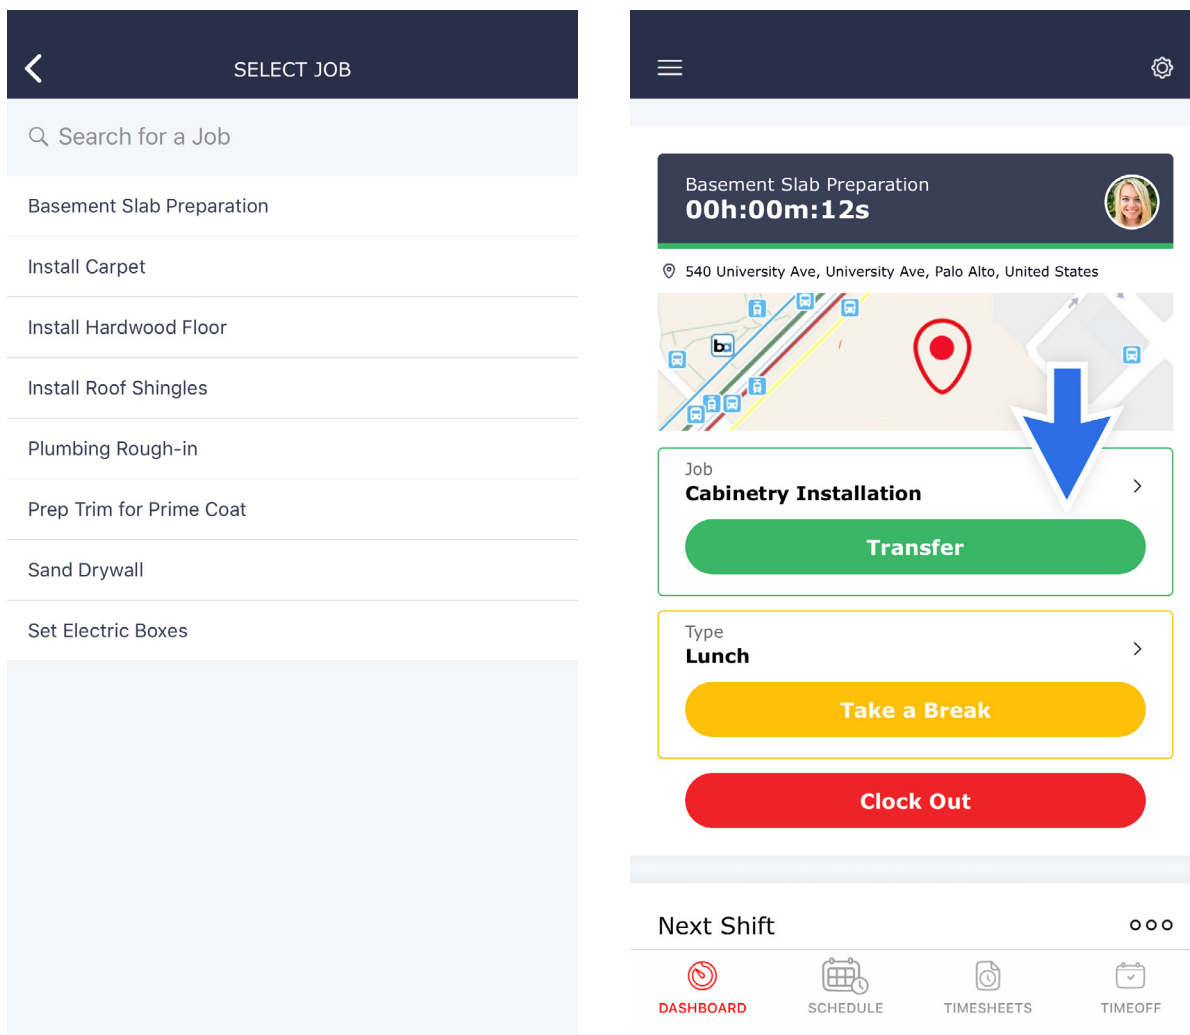 SELECT JOB
Search for a Job
Basement Slab Preparation
Install Carpet
Install Hardwood Floor
Install Roof Shingles
Plumbing Rough-in
Prep Trim for Prime Coat
Sand Drywall
Set Electric Boxes
Basement Slab Preparation
00h:00m:12s
540 University Ave, University Ave, Palo Alto, United States
Job
Cabinetry Installation
Transfer
Type
Lunch
Take a Break
Clock Out
Next Shift
DASHBOARD
SCHEDULE
TIMESHEETS
TIMEOFF